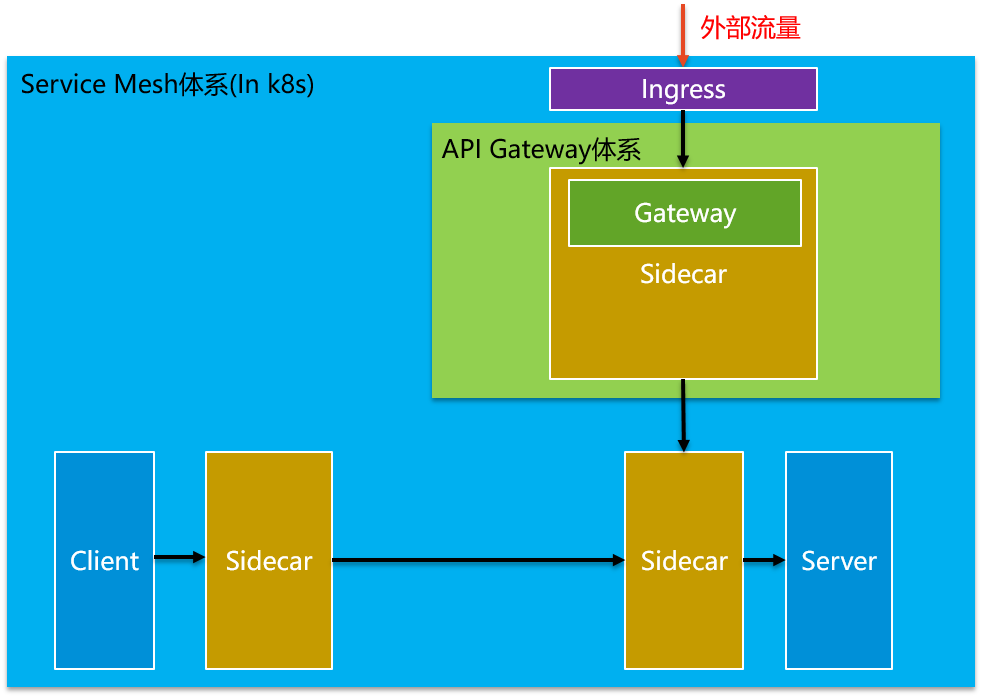 外部流量
Service Mesh体系(In k8s)
Ingress
API Gateway体系
Gateway
Sidecar
Client
Sidecar
Sidecar
Server